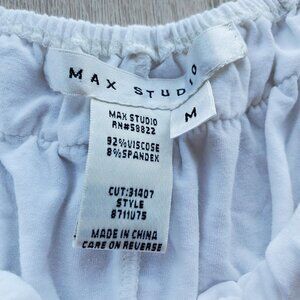 MAX STUDIO
M
MAX STUDIO
RN#58822
92%VISCOSE
8%SPANDEX
CUT:31407
STYLE
8711U75
MADE IN CHINA
CARE ON REVERSE